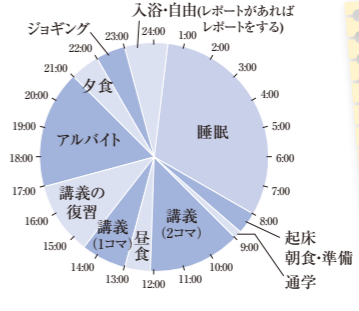 入浴・自由(レポートがあれば
レポートをする)
ジョギング
24:00
1:00
2:00
3:00
4:00
5:00
6:00
7:00
8:00
9:00
10:00
11:00
12:00
13:00
14:00
15:00
16:00
17:00
18:00
19:00
20:00
21:00
22:00
23:00
睡眠
起床
朝食・準備
通学
講義
(2コマ)
昼
食
講義
(1コマ)
講義の
復習
アルバイト
夕食